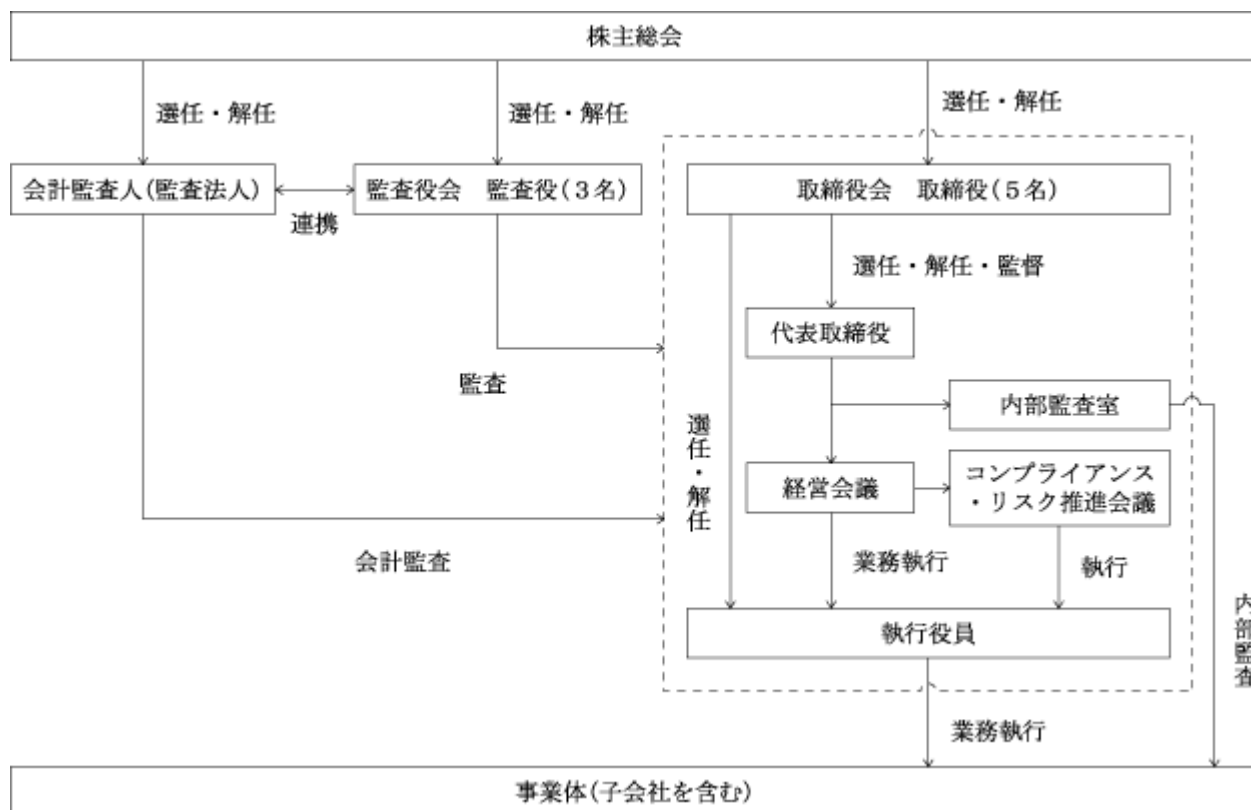 株主総会
選任・解任
選任・解任
選任・解任
会計監査人(監査法人)
監査役会　監査役(3名)
取締役会　取締役(5名)
連携
選任・解任・監督
代表取締役
監査
内部監査室
選任・解任
経営会議
コンプライアンス
・リスク推進会議
会計監査
業務執行
執行
内部監査
執行役員
業務執行
事業体(子会社を含む)